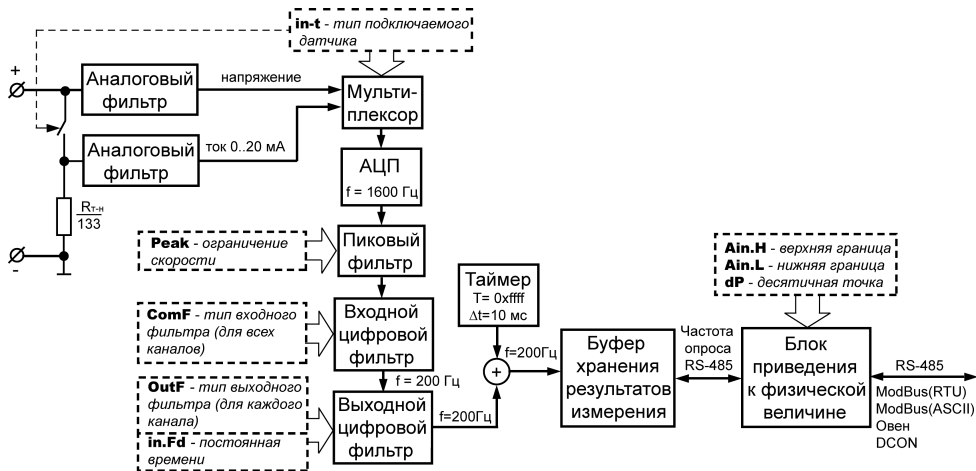 in-t - тип подключаемого
датчика
+
Аналоговый
фильтр
напряжение
Мульти-
плексор
Аналоговый
фильтр
ток 0..20 мА
АЦП
f = 1600 Гц
Rт-н
133
-
Peak - ограничение
скорости
Пиковый
фильтр
Ain.H - верхняя граница
Ain.L - нижняя граница
dP - десятичная точка
Таймер
T= 0xffff
Δt=10 мс
ComF - тип входного
фильтра (для всех
каналов)
Входной
цифровой
фильтр
f = 200 Гц
+
f=200Гц
Буфер
хранения
результатов
измерения
Частота
опроса
RS-485
Блок
приведения
к физической
величине
RS-485
ModBus(RTU)
ModBus(ASCII)
Овен
DCON
OutF - тип выходного
фильтра (для каждого
канала)
in.Fd - постоянная
времени
Выходной
цифровой
фильтр
f=200Гц